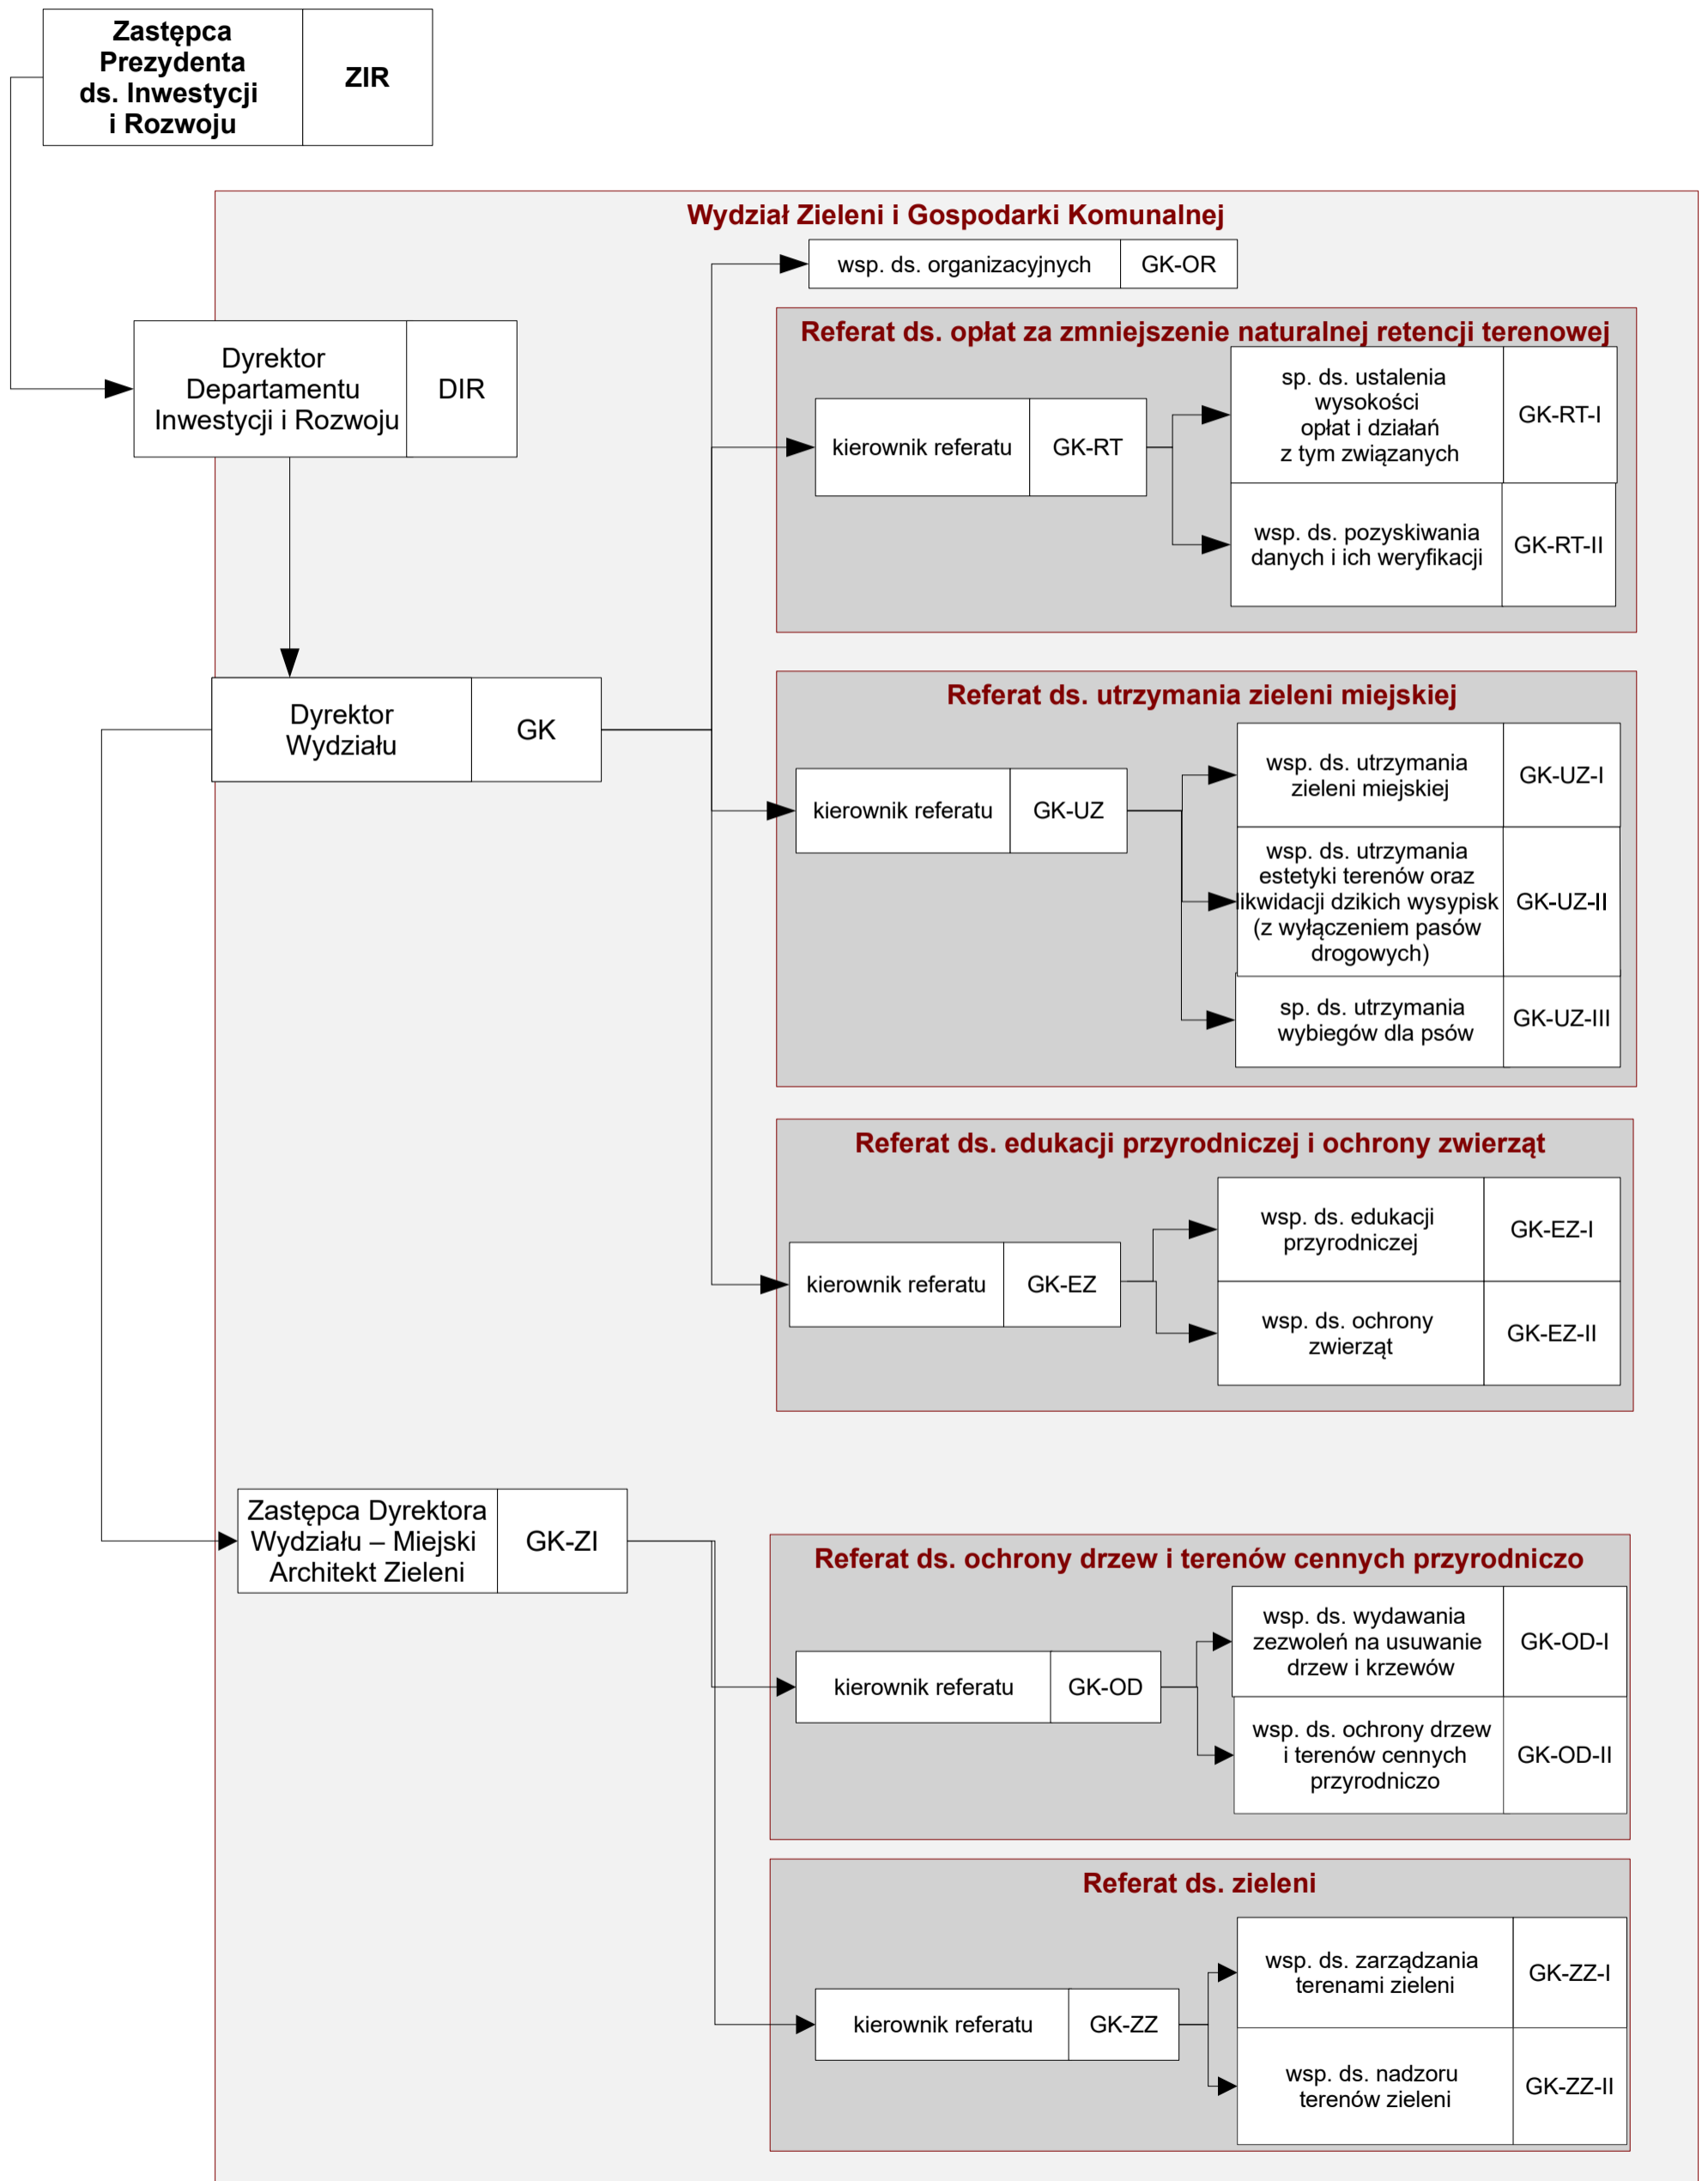 Zastępca
Prezydenta
ds. Inwestycji
i Rozwoju
ZIR
Wydział Zieleni i Gospodarki Komunalnej
wsp. ds. organizacyjnych
GK-OR
Dyrektor
Departamentu
Inwestycji i Rozwoju
DIR
Referat ds. opłat za zmniejszenie naturalnej retencji terenowej
kierownik referatu
GK-RT
sp. ds. ustalenia
wysokości
opłat i działań
z tym związanych
GK-RT-I
wsp. ds. pozyskiwania
danych i ich weryfikacji
GK-RT-II
Dyrektor
Wydziału
GK
Referat ds. utrzymania zieleni miejskiej
kierownik referatu
GK-UZ
wsp. ds. utrzymania
zieleni miejskiej
GK-UZ-I
wsp. ds. utrzymania
estetyki terenów oraz
likwidacji dzikich wysypisk
(z wyłączeniem pasów
drogowych)
GK-UZ-II
sp. ds. utrzymania
wybiegów dla psów
GK-UZ-III
Referat ds. edukacji przyrodniczej i ochrony zwierząt
kierownik referatu
GK-EZ
wsp. ds. edukacji
przyrodniczej
GK-EZ-I
wsp. ds. ochrony
zwierząt
GK-EZ-II
Zastępca Dyrektora
Wydziału – Miejski
Architekt Zieleni
GK-ZI
Referat ds. ochrony drzew i terenów cennych przyrodniczo
kierownik referatu
GK-OD
wsp. ds. wydawania
zezwoleń na usuwanie
drzew i krzewów
GK-OD-I
wsp. ds. ochrony drzew
i terenów cennych
przyrodniczo
GK-OD-II
Referat ds. zieleni
kierownik referatu
GK-ZZ
wsp. ds. zarządzania
terenami zieleni
GK-ZZ-I
wsp. ds. nadzoru
terenów zieleni
GK-ZZ-II